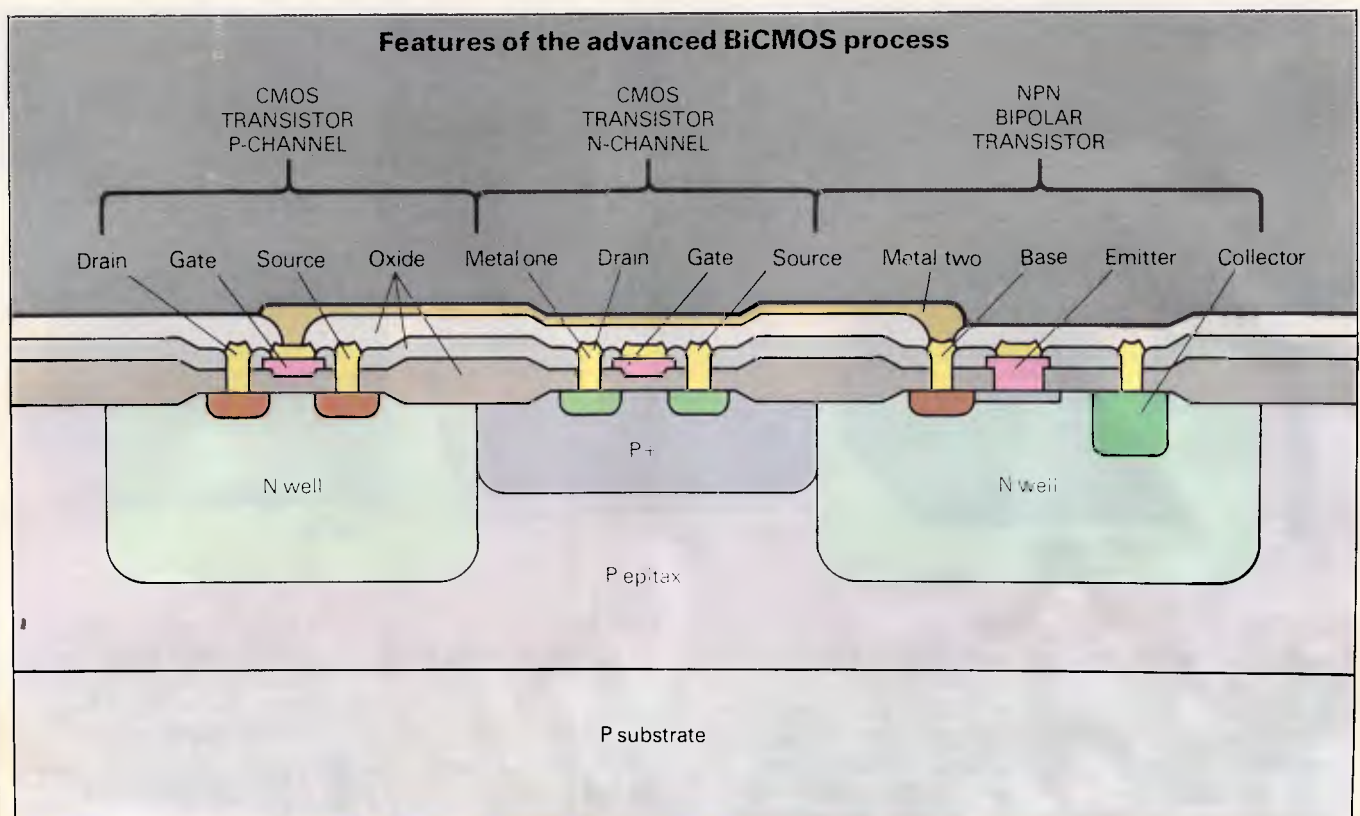 Features of the advanced BiCMOS process
CMOS
TRANSISTOR
P-CHANNEL
CMOS
TRANSISTOR
N-CHANNEL
NPN
BIPOLAR
TRANSISTOR
Drain Gate Source Oxide Metal one Drain Gate Source Metal two Base Emitter Collector
P+
N well
N well
P epitax
P substrate